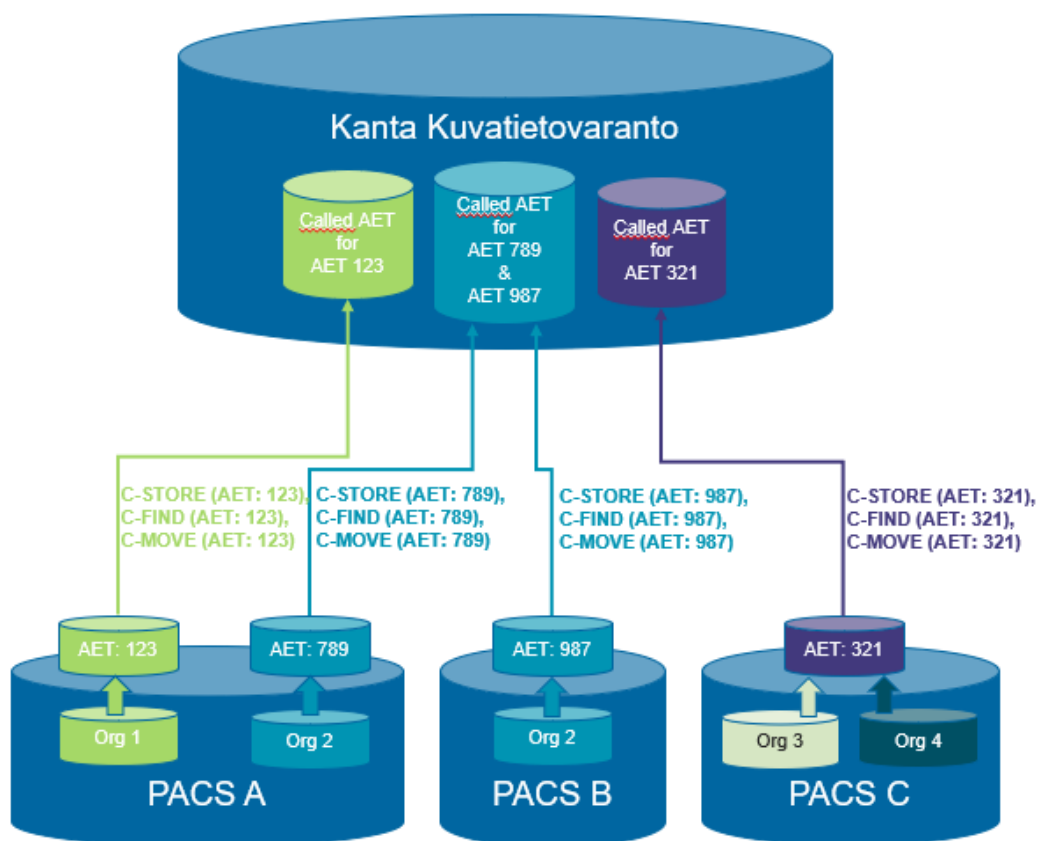 Kanta Kuvatietovaranto
Called AET
for
AET 123
Called AET
for
AET 789
&
AET 987
Called AET
for
AET 321
C-STORE (AET: 123),
C-FIND (AET: 123),
C-MOVE (AET: 123)
C-STORE (AET: 789),
C-FIND (AET: 789),
C-MOVE (AET: 789)
C-STORE (AET: 987),
C-FIND (AET: 987),
C-MOVE (AET: 987)
C-STORE (AET: 321),
C-FIND (AET: 321),
C-MOVE (AET: 321)
AET: 123
AET: 789
AET: 987
AET: 321
Org 1
Org 2
Org 2
Org 3
Org 4
PACS A
PACS B
PACS C